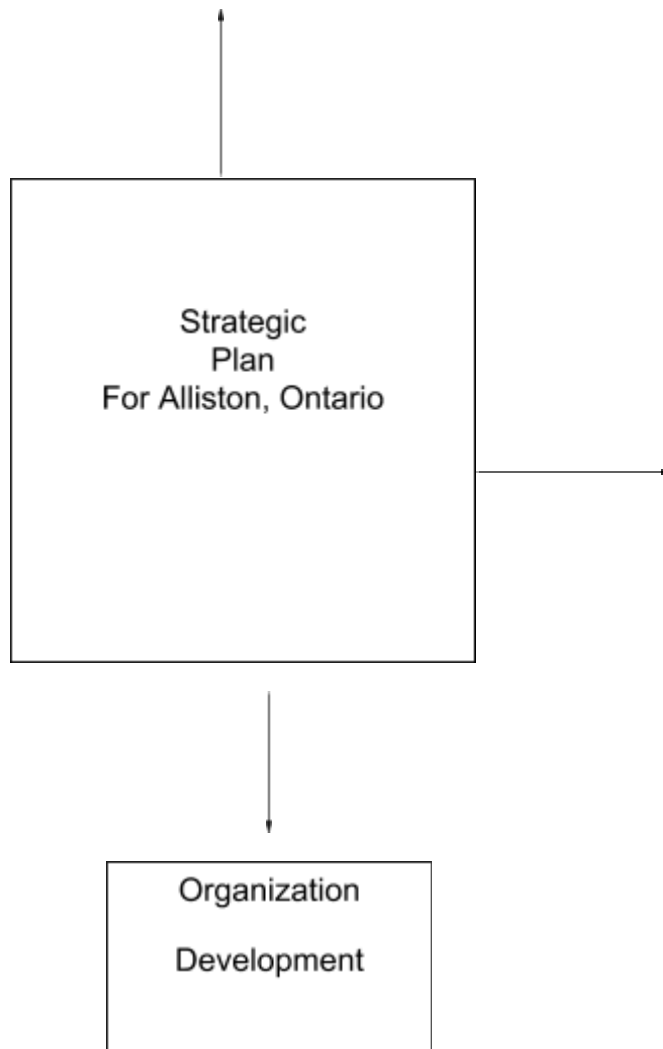 Strategic
Plan
For Alliston, Ontario
Organization
Development